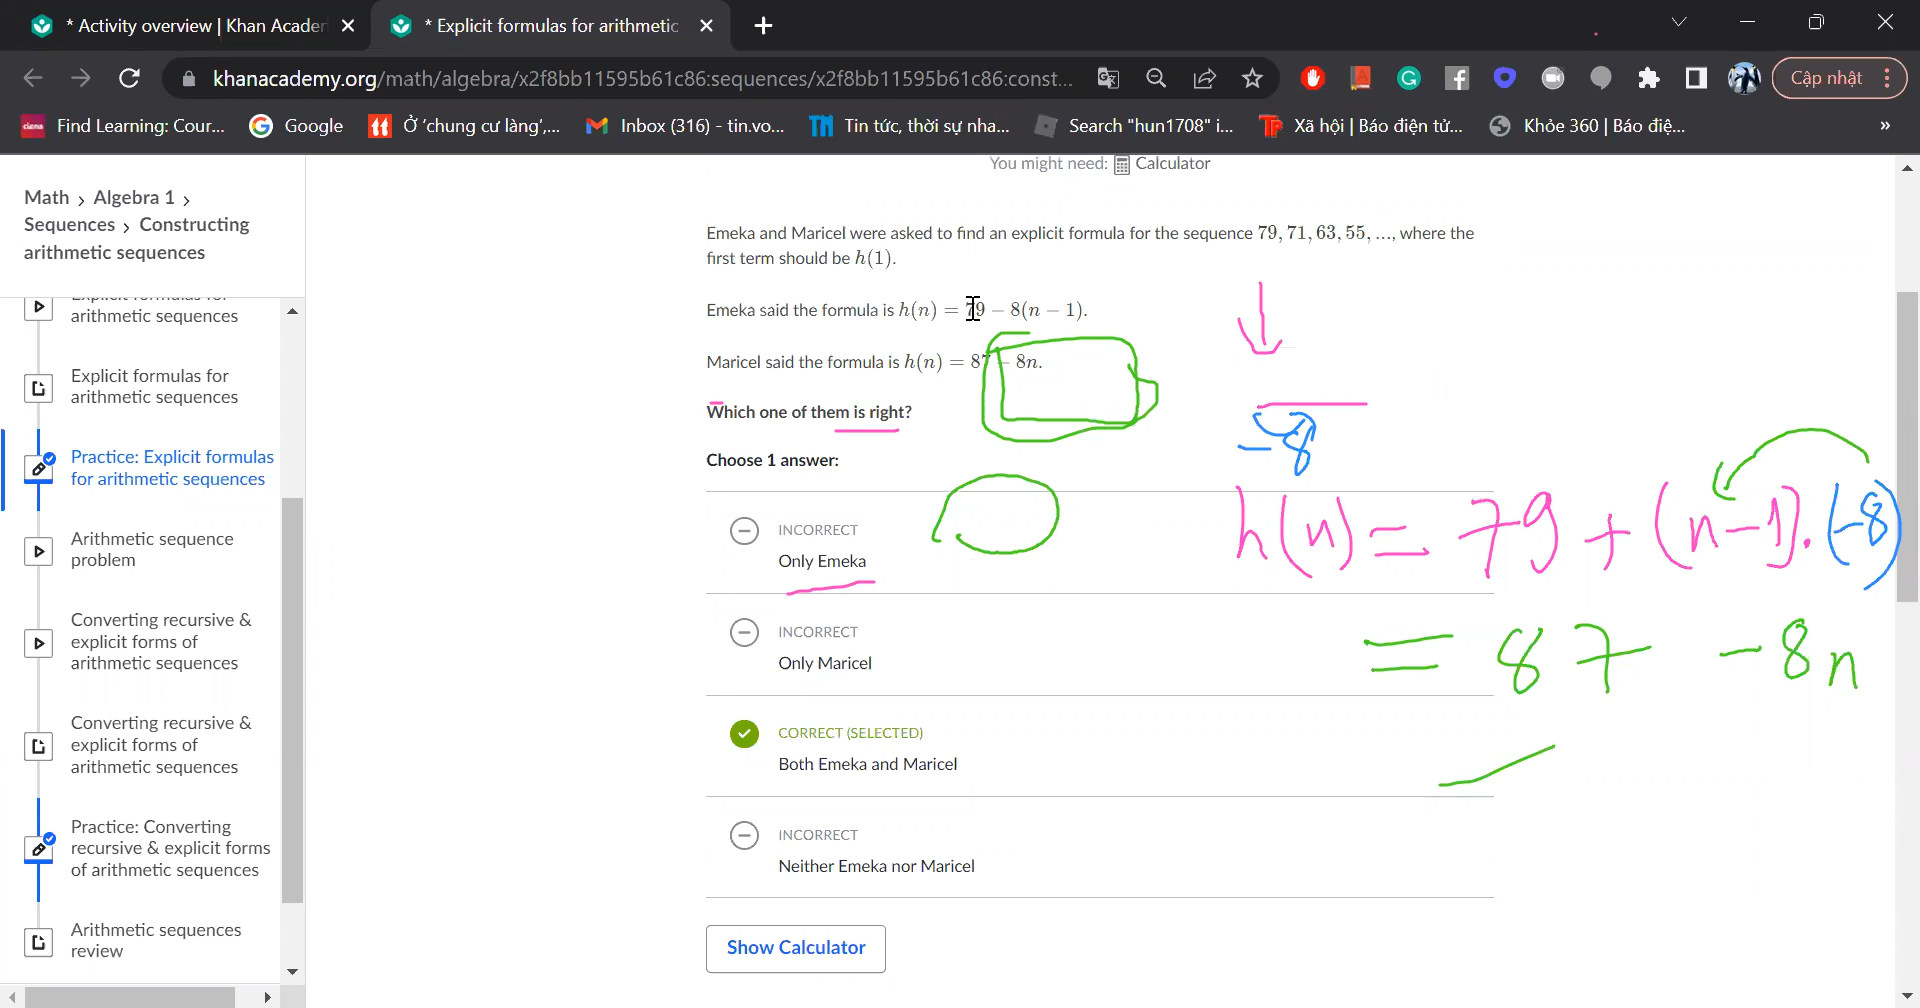 * Activity overview | Khan Acader
* Explicit formulas for arithmetic
khanacademy.org/math/algebra/x2f8bb11595b61c86:sequences/x2f8bb11595b61c86:const...
Cập nhật
Find Learning: Cour...
Google
Ở 'chung cư làng',...
Inbox (316) - tin.vo...
Tin tức, thời sự nha...
Search "hun1708" i...
Xã hội | Báo điện tử...
Khỏe 360 | Báo điệ...
»
Math > Algebra 1 >
Sequences > Constructing
arithmetic sequences
Explicit formulas for
arithmetic sequences
Explicit formulas for
arithmetic sequences
Practice: Explicit formulas
for arithmetic sequences
Arithmetic sequence
problem
Converting recursive &
explicit forms of
arithmetic sequences
Converting recursive &
explicit forms of
arithmetic sequences
Practice: Converting
recursive & explicit forms
of arithmetic sequences
Arithmetic sequences
review
You might need: Calculator
Emeka and Maricel were asked to find an explicit formula for the sequence 79, 71, 63, 55, ..., where the
first term should be h(1).
Emeka said the formula is h(n) = 79 − 8(n − 1).
Maricel said the formula is h(n) = 87 − 8n.
Which one of them is right?
Choose 1 answer:
INCORRECT
Only Emeka
INCORRECT
Only Maricel
CORRECT (SELECTED)
Both Emeka and Maricel
INCORRECT
Neither Emeka nor Maricel
Show Calculator
−8
h(n) = 79 + (n−1).(−8)
= 87 −8n